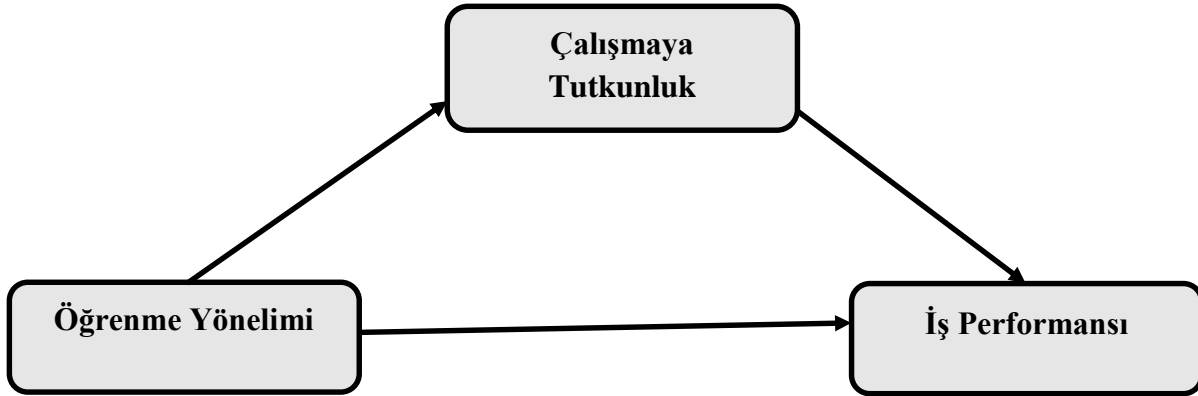 Çalışmaya
Tutkunluk
Öğrenme Yönelimi
İş Performansı